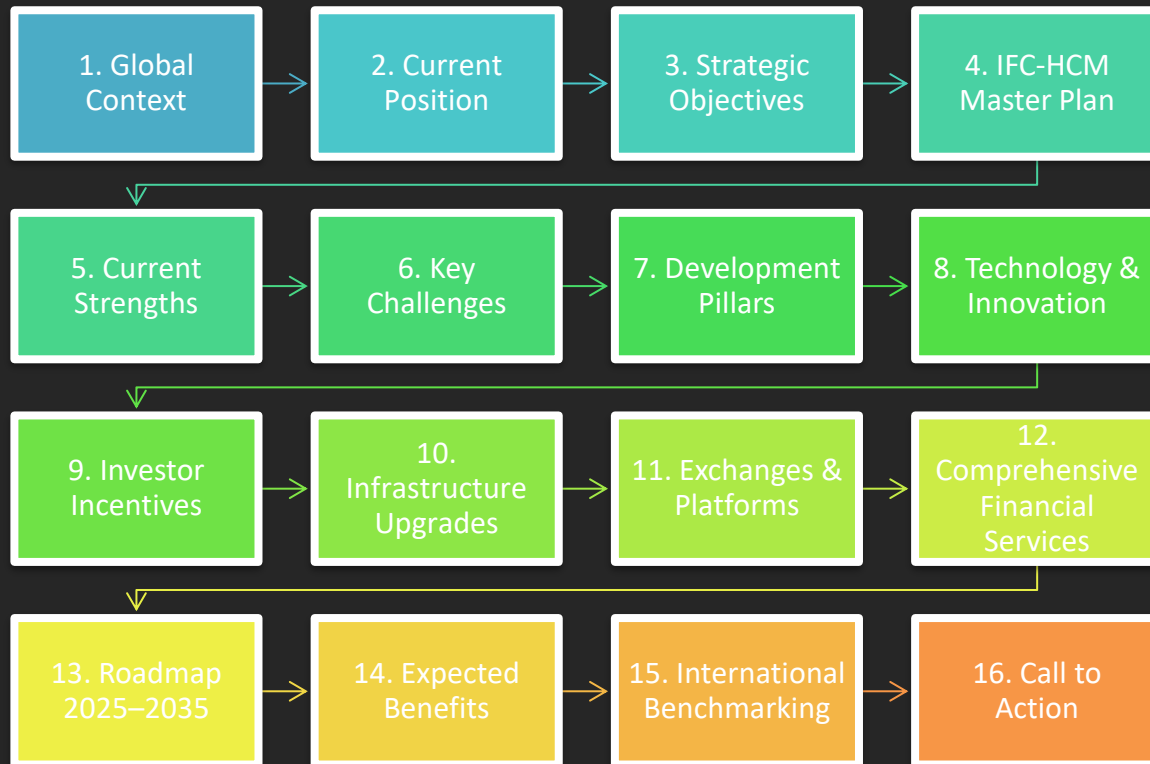 1. Global
Context
2. Current
Position
3. Strategic
Objectives
4. IFC-HCM
Master Plan
5. Current
Strengths
6. Key
Challenges
7. Development
Pillars
8. Technology &
Innovation
9. Investor
Incentives
10.
Infrastructure
Upgrades
11. Exchanges &
Platforms
12.
Comprehensive
Financial
Services
13. Roadmap
2025–2035
14. Expected
Benefits
15. International
Benchmarking
16. Call to
Action